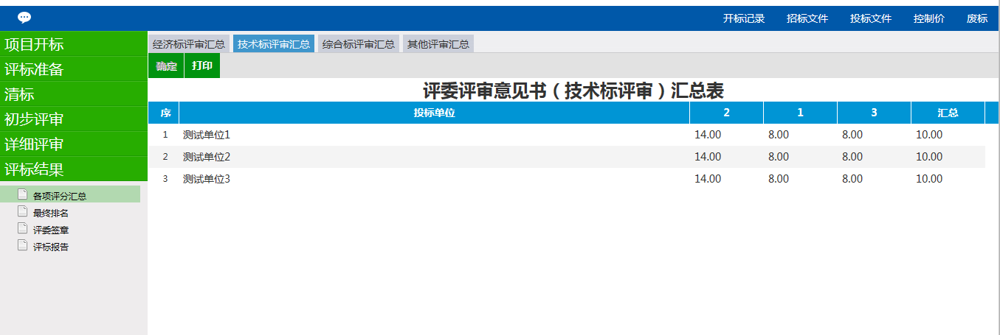 开标记录 招标文件 投标文件 控制价 废标
项目开标
评标准备
清标
初步评审
详细评审
评标结果
各项评分汇总
最终排名
评委签章
评标报告
经济标评审汇总 技术标评审汇总 综合标评审汇总 其他评审汇总
确定 打印
评委评审意见书（技术标评审）汇总表
序 投标单位 2 1 3 汇总
1 测试单位1 14.00 8.00 8.00 10.00
2 测试单位2 14.00 8.00 8.00 10.00
3 测试单位3 14.00 8.00 8.00 10.00